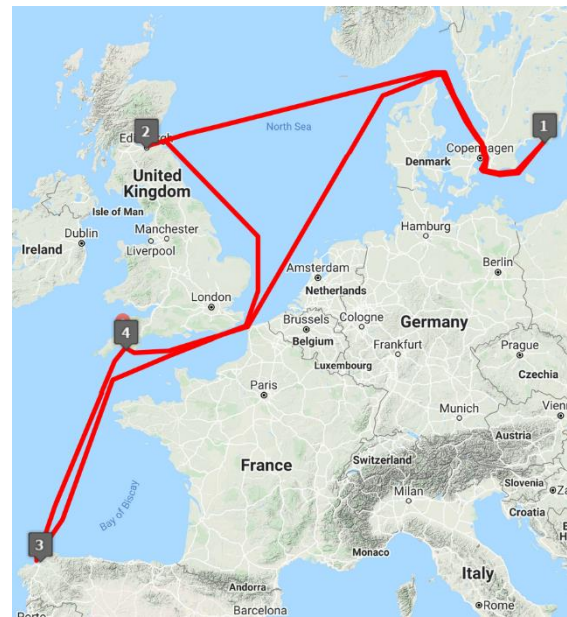 North Sea
1
2
Copenhagen
Denmark
United
Kingdom
Isle of Man
Dublin
Manchester
Ireland
Liverpool
Hamburg
Amsterdam
Berlin
Netherlands
London
4
Brussels
Cologne
Germany
Belgium
Frankfurt
Prague
Luxembourg
Czechia
Paris
Munich
Vien
Austria
France
Switzerland
Slovenia
Milan
Croatia
Bay of Biscay
3
Monaco
Andorra
Italy
Barcelona
Rome